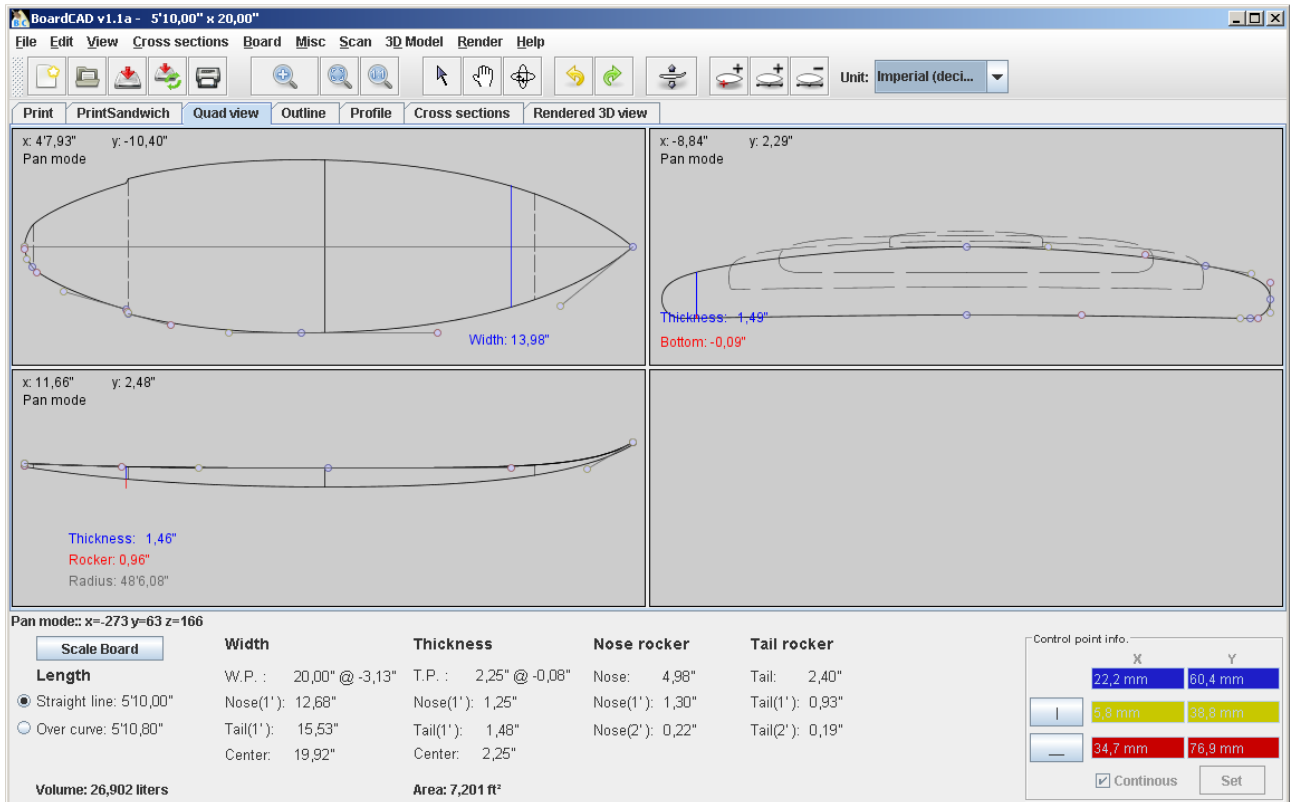 BoardCAD v1.1a - 5'10,00" x 20,00"
File Edit View Cross sections Board Misc Scan 3D Model Render Help
1:1
Unit: Imperial (deci...
Print PrintSandwich Quad view Outline Profile Cross sections Rendered 3D view
x: 4'7,93" y: -10,40"
Pan mode
Width: 13,98"
x: -8,84" y: 2,29"
Pan mode
Thickness: 1,49"
Bottom: -0,09"
x: 11,66" y: 2,48"
Pan mode
Thickness: 1,46"
Rocker: 0,96"
Radius: 48'6,08"
Pan mode:: x=-273 y=63 z=166
Scale Board
Length
Straight line: 5'10,00"
Over curve: 5'10,80"
Volume: 26,902 liters
Width
W.P. : 20,00" @ -3,13"
Nose(1'): 12,68"
Tail(1'): 15,53"
Center: 19,92"
Thickness
T.P. : 2,25" @ -0,08"
Nose(1'): 1,25"
Tail(1'): 1,48"
Center: 2,25"
Area: 7,201 ft²
Nose rocker
Nose: 4,98"
Nose(1'): 1,30"
Nose(2'): 0,22"
Tail rocker
Tail: 2,40"
Tail(1'): 0,93"
Tail(2'): 0,19"
Control point info.
X Y
22,2 mm 60,4 mm
5,8 mm 38,8 mm
34,7 mm 76,9 mm
Continous Set